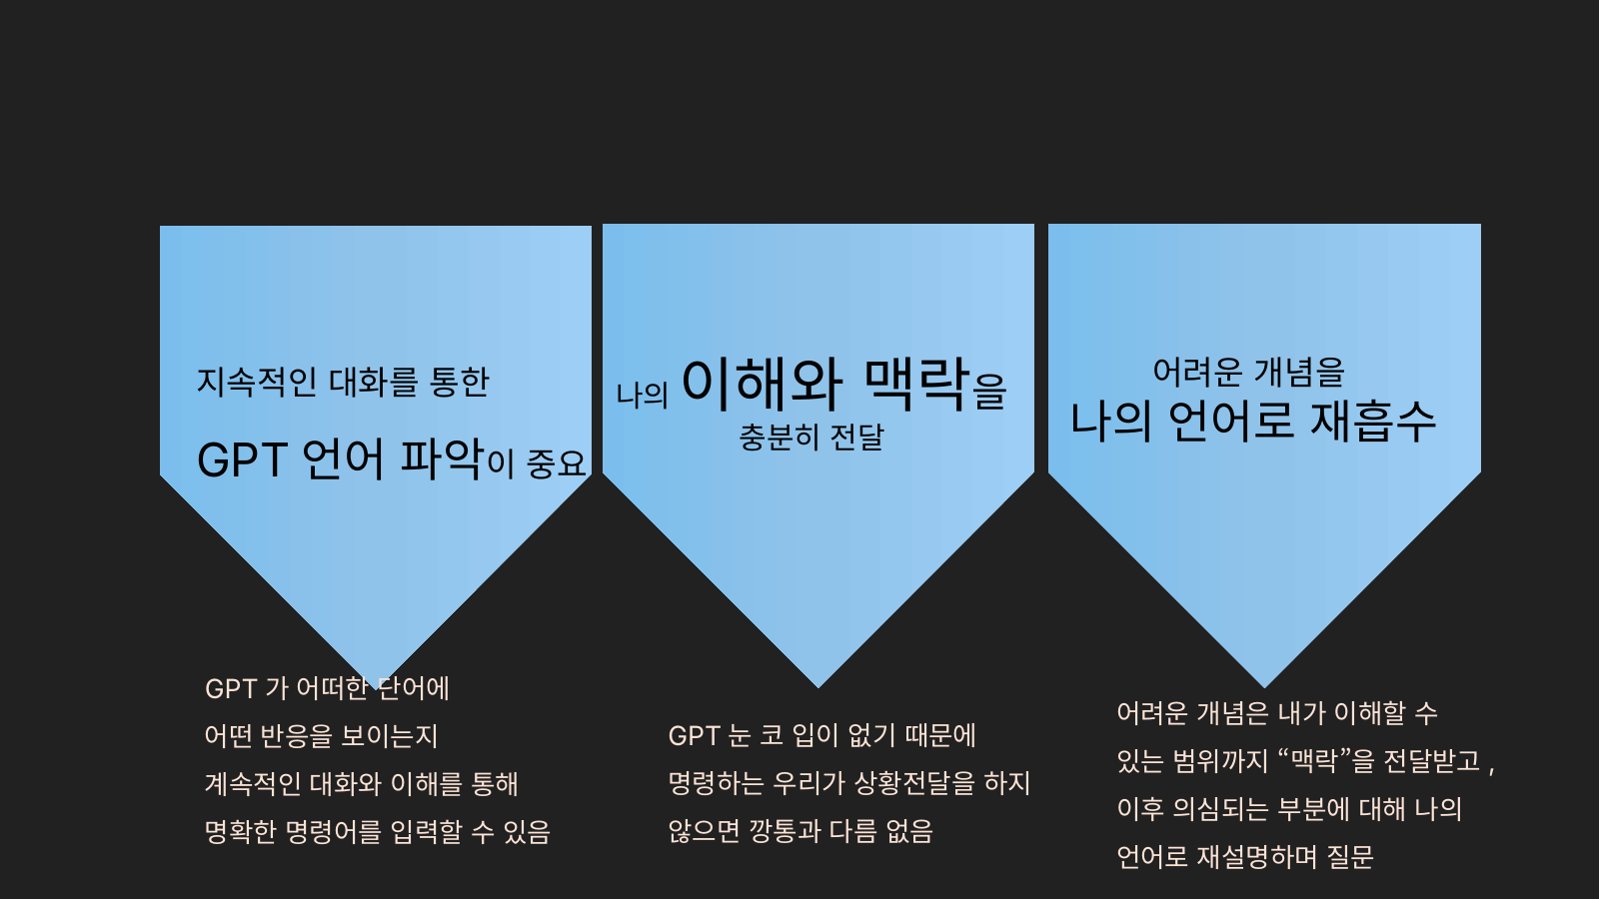 지속적인 대화를 통한
GPT 언어 파악이 중요
나의 이해와 맥락을
충분히 전달
어려운 개념을
나의 언어로 재흡수
GPT 가 어떠한 단어에
어떤 반응을 보이는지
계속적인 대화와 이해를 통해
명확한 명령어를 입력할 수 있음
GPT 눈 코 입이 없기 때문에
명령하는 우리가 상황전달을 하지
않으면 깡통과 다름 없음
어려운 개념은 내가 이해할 수
있는 범위까지 “맥락”을 전달받고 ,
이후 의심되는 부분에 대해 나의
언어로 재설명하며 질문